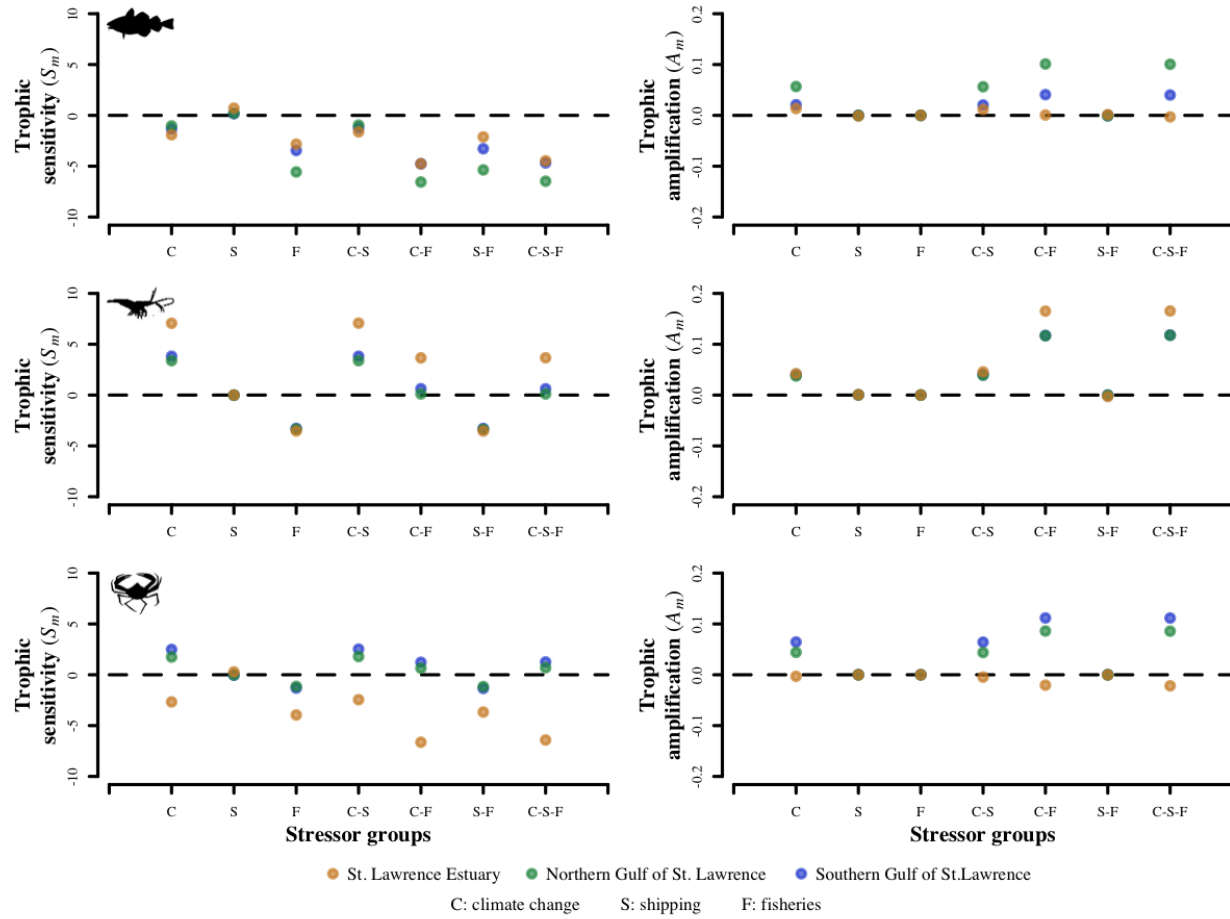 10
5
0
-5
-10
Trophic
sensitivity (Sₘ)
C S F C-S C-F S-F C-S-F
0.2
0.1
0.0
-0.1
-0.2
Trophic
amplification (Aₘ)
C S F C-S C-F S-F C-S-F
10
5
0
-5
-10
Trophic
sensitivity (Sₘ)
C S F C-S C-F S-F C-S-F
0.2
0.1
0.0
-0.1
-0.2
Trophic
amplification (Aₘ)
C S F C-S C-F S-F C-S-F
10
5
0
-5
-10
Trophic
sensitivity (Sₘ)
C S F C-S C-F S-F C-S-F
Stressor groups
0.2
0.1
0.0
-0.1
-0.2
Trophic
amplification (Aₘ)
C S F C-S C-F S-F C-S-F
Stressor groups
St. Lawrence Estuary Northern Gulf of St. Lawrence Southern Gulf of St.Lawrence
C: climate change S: shipping F: fisheries